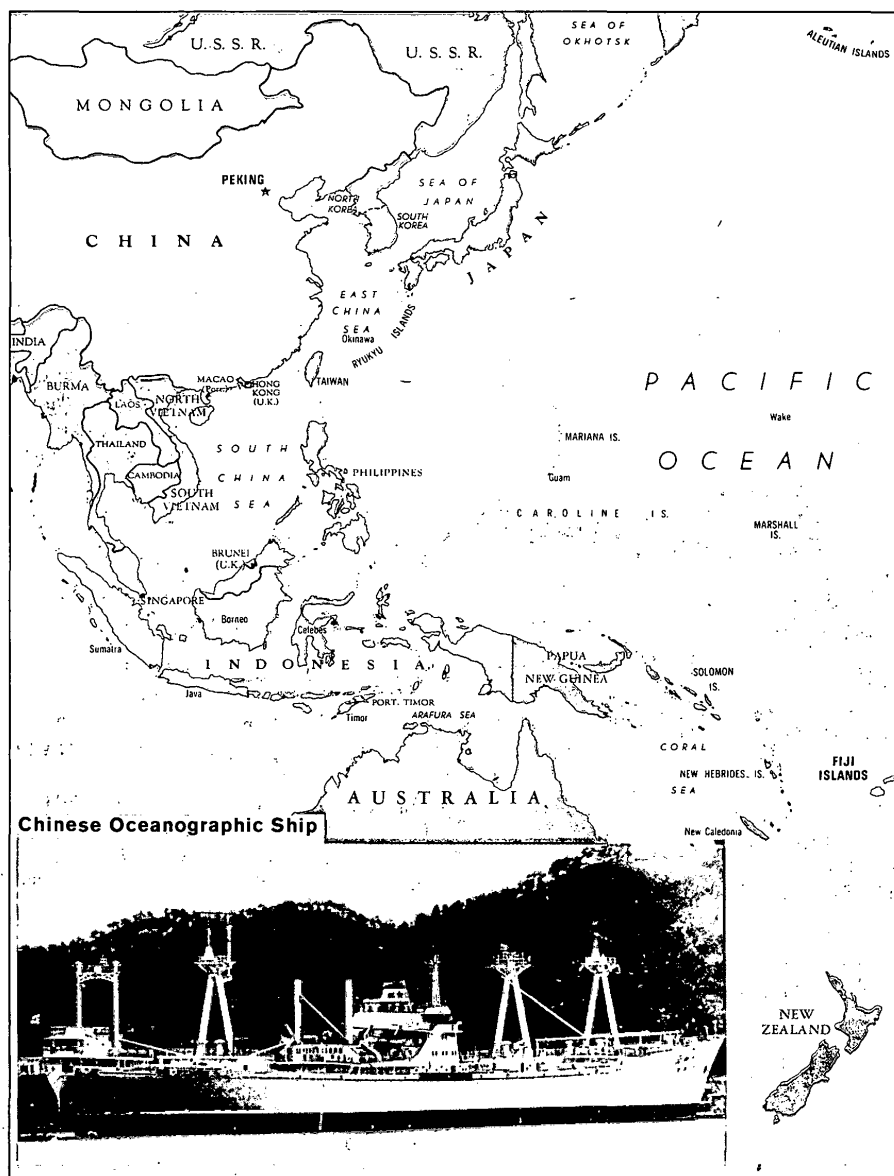 SEA OF
OKHOTSK
ALEUTIAN ISLANDS
U.S.S.R.
U.S.S.R.
MONGOLIA
PEKING
SEA OF
JAPAN
NORTH
KOREA
SOUTH
KOREA
CHINA
JAPAN
EAST
CHINA
SEA
Okinawa
RYUKYU ISLANDS
INDIA
BURMA
MACAO
(Port.)
HONG
KONG
(U.K.)
TAIWAN
LAOS
NORTH
VIETNAM
PACIFIC
OCEAN
Wake
THAILAND
SOUTH
CHINA
SEA
MARIANA IS.
CAMBODIA
PHILIPPINES
Guam
SOUTH
VIETNAM
CAROLINE IS.
MARSHALL
IS.
BRUNEI
(U.K.)
SINGAPORE
Borneo
Celebes
Sumatra
INDONESIA
PAPUA
NEW GUINEA
SOLOMON
IS.
Java
PORT. TIMOR
Timor
ARAFURA SEA
CORAL
SEA
NEW HEBRIDES IS.
FIJI
ISLANDS
AUSTRALIA
New Caledonia
Chinese Oceanographic Ship
NEW
ZEALAND